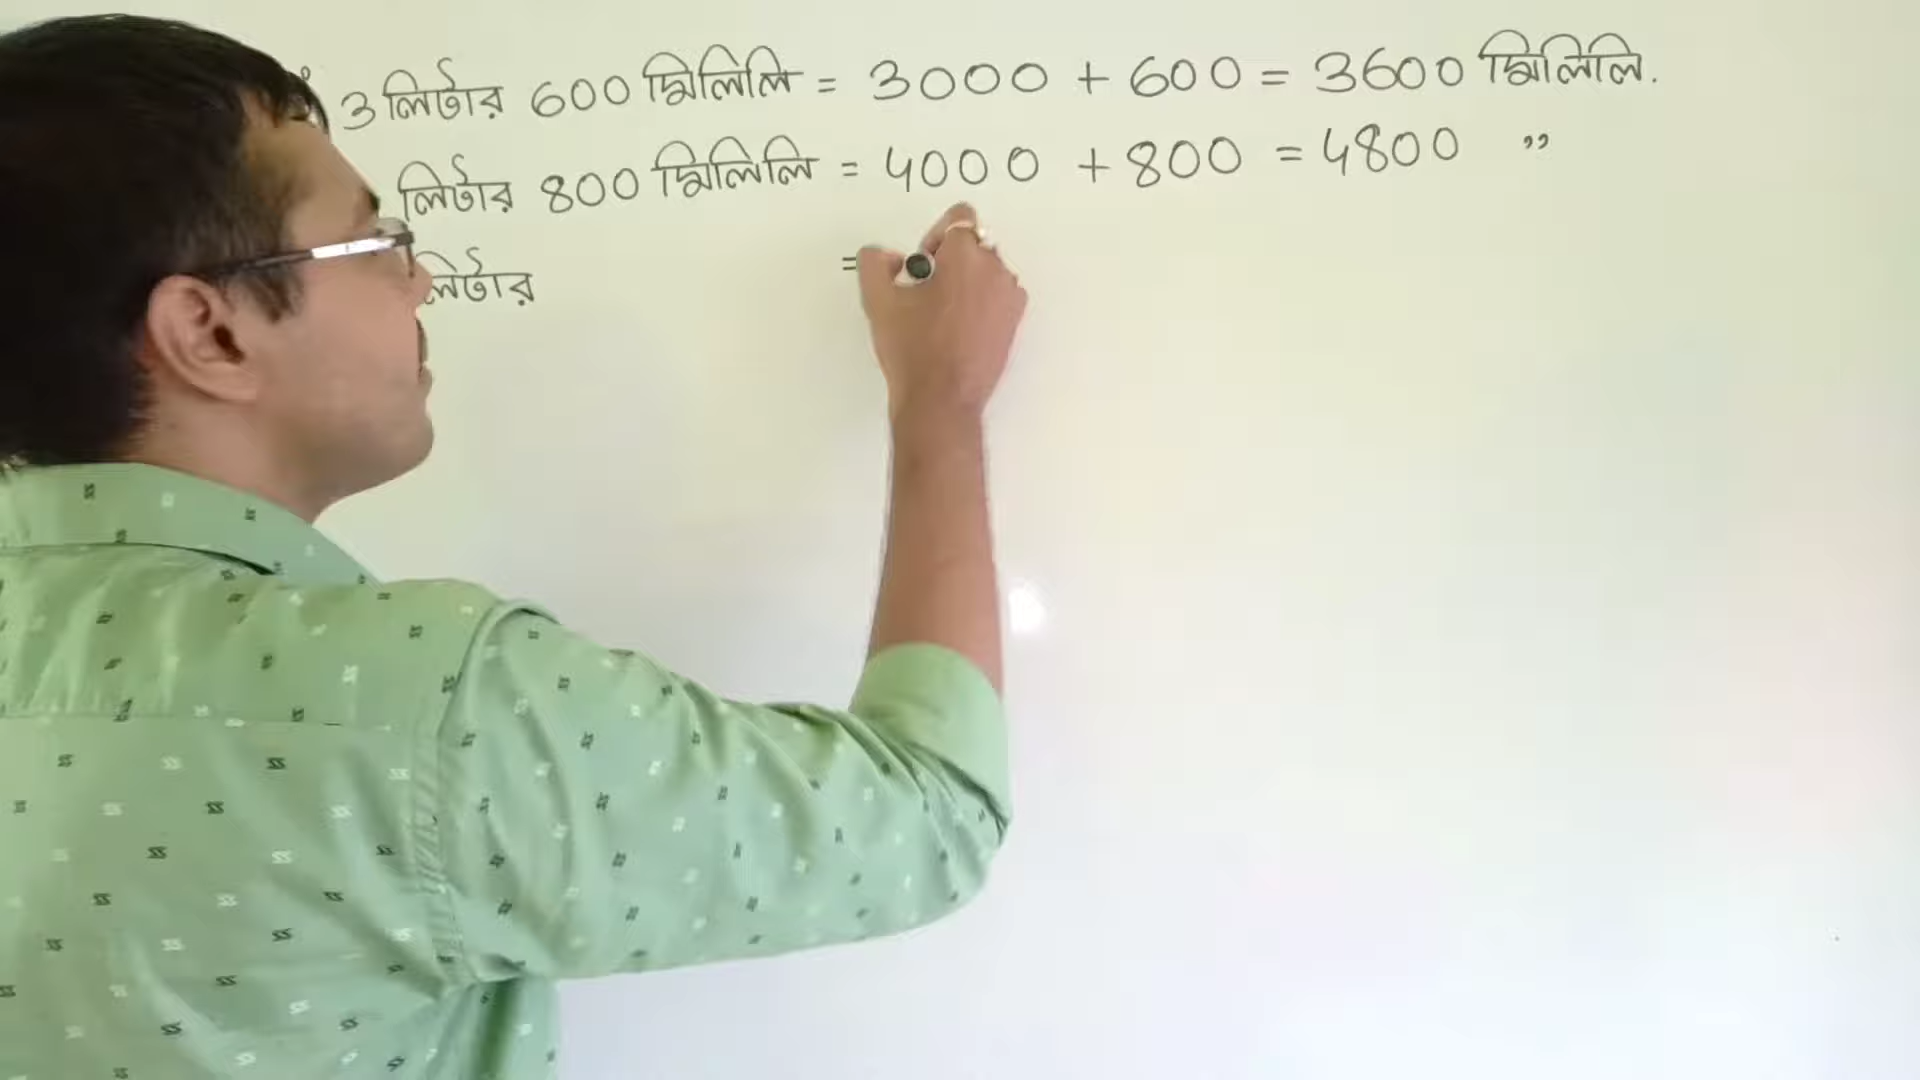 3 লিটার 600 মিলিলি = 3000 + 600 = 3600 মিলিলি.
লিটার 800 মিলিলি = 4000 + 800 = 4800 ,,
লিটার =